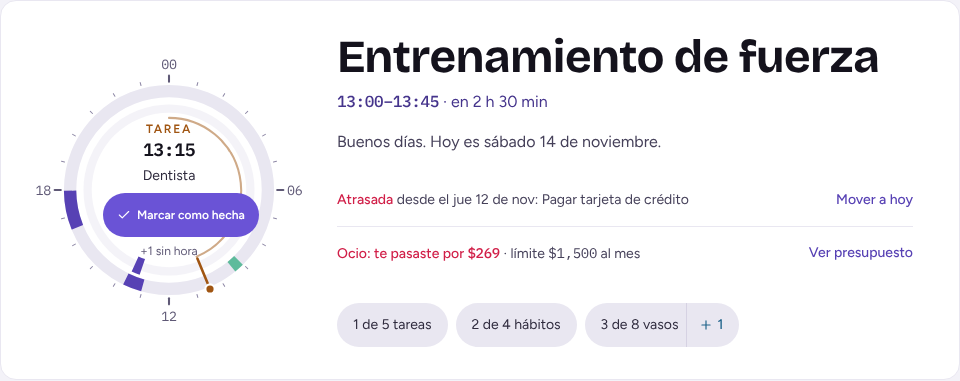 00
18
06
12
TAREA
13:15
Dentista
Marcar como hecha
+1 sin hora
Entrenamiento de fuerza
13:00–13:45 · en 2 h 30 min
Buenos días. Hoy es sábado 14 de noviembre.
Atrasada desde el jue 12 de nov: Pagar tarjeta de crédito
Mover a hoy
Ocio: te pasaste por $269 · límite $1,500 al mes
Ver presupuesto
1 de 5 tareas
2 de 4 hábitos
3 de 8 vasos
+ 1